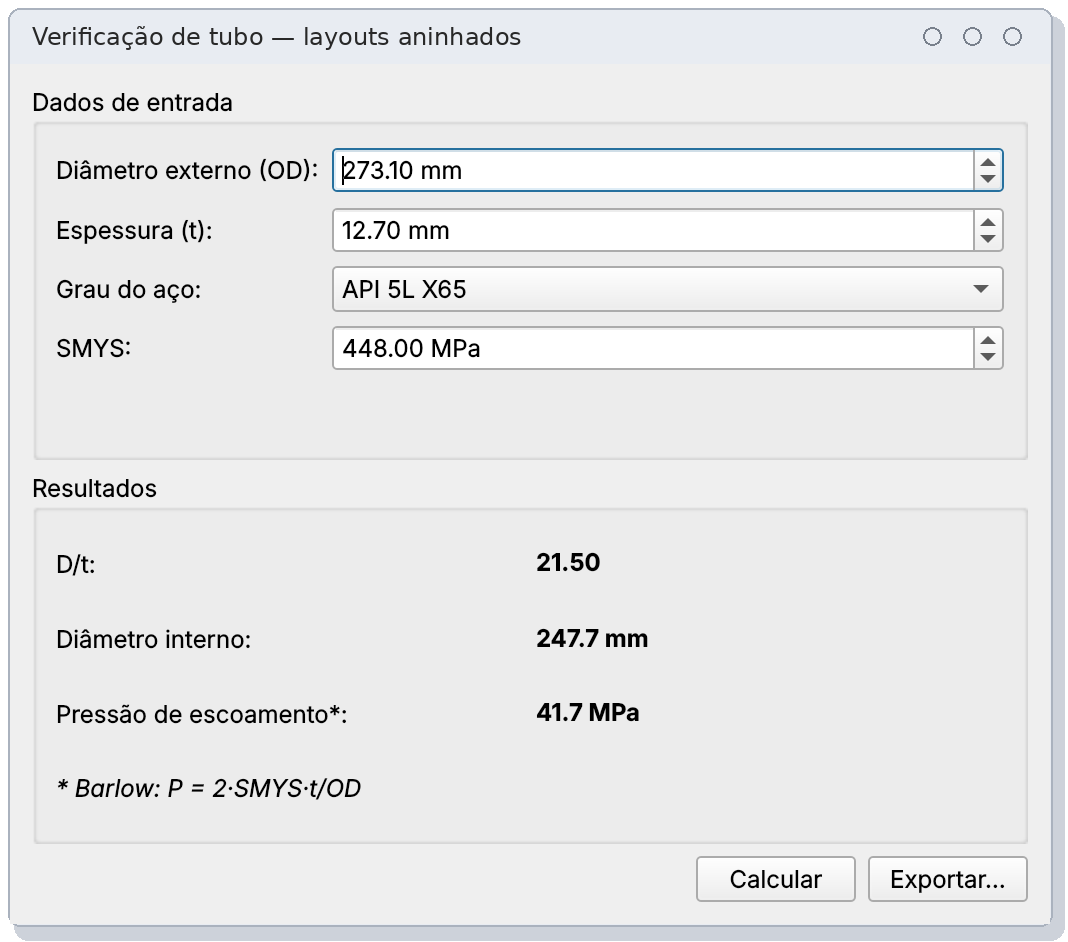 Verificação de tubo — layouts aninhados
Dados de entrada
Diâmetro externo (OD): 273.10 mm
Espessura (t): 12.70 mm
Grau do aço: API 5L X65
SMYS: 448.00 MPa
Resultados
D/t: 21.50
Diâmetro interno: 247.7 mm
Pressão de escoamento*: 41.7 MPa
* Barlow: P = 2·SMYS·t/OD
Calcular Exportar...